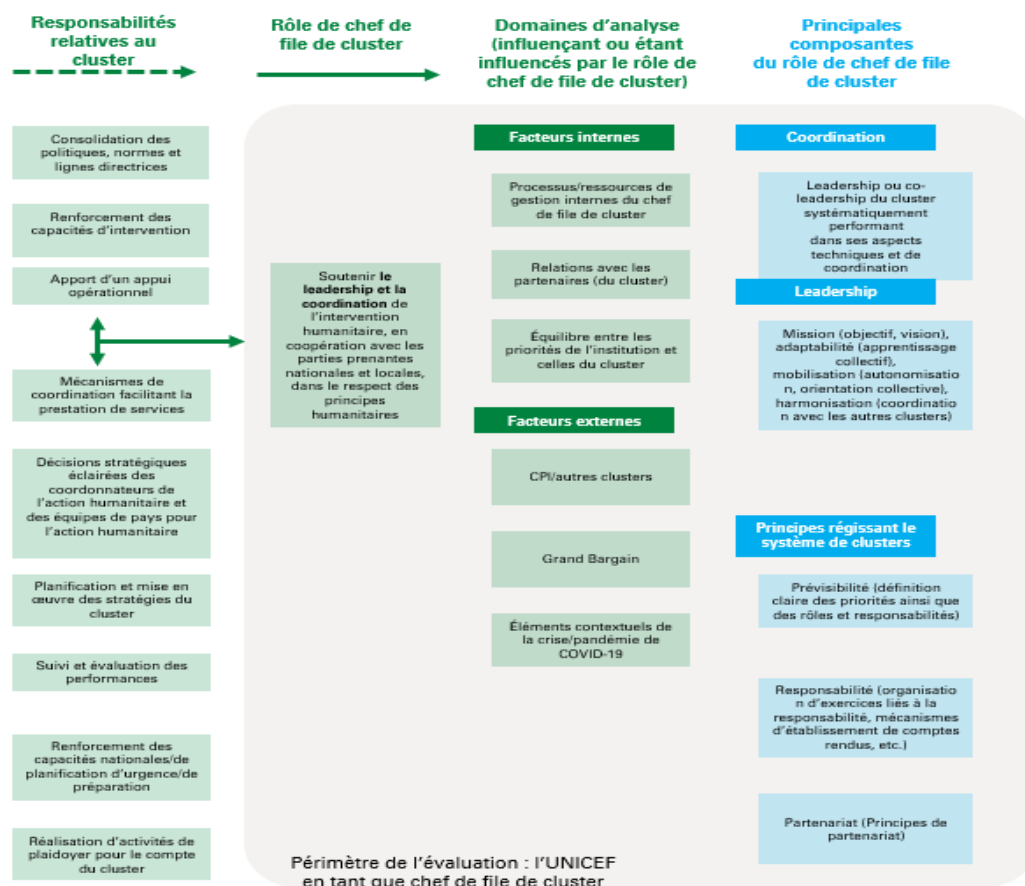 Responsabilités
relatives au
cluster
Rôle de chef de
file de cluster
Domaines d'analyse
(influençant ou étant
influencés par le rôle de
chef de file de cluster)
Principales
composantes
du rôle de chef de file
de cluster
Consolidation des
politiques, normes et
lignes directrices
Renforcement des
capacités d'intervention
Apport d'un appui
opérationnel
Mécanismes de
coordination facilitant la
prestation de services
Décisions stratégiques
éclairées des
coordonnateurs de
l'action humanitaire et
des équipes de pays pour
l'action humanitaire
Planification et mise en
œuvre des stratégies du
cluster
Suivi et évaluation des
performances
Renforcement des
capacités nationales/de
planification d'urgence/de
préparation
Réalisation d'activités de
plaidoyer pour le compte
du cluster
Soutenir le
leadership et la
coordination de
l'intervention
humanitaire, en
coopération avec les
parties prenantes
nationales et locales,
dans le respect des
principes
humanitaires
Facteurs internes
Processus/ressources de
gestion internes du chef
de file de cluster
Relations avec les
partenaires (du cluster)
Équilibre entre les
priorités de l'institution et
celles du cluster
Facteurs externes
CPI/autres clusters
Grand Bargain
Éléments contextuels de
la crise/pandémie de
COVID-19
Coordination
Leadership ou co-
leadership du cluster
systématiquement
performant
dans ses aspects
techniques et de
coordination
Leadership
Mission (objectif, vision),
adaptabilité (apprentissage
collectif),
mobilisation (autonomisatio
n, orientation collective),
harmonisation (coordinatio
n avec les autres clusters)
Principes régissant le
système de clusters
Prévisibilité (définition
claire des priorités ainsi que
des rôles et responsabilités)
Responsabilité (organisatio
n d'exercices liés à la
responsabilité, mécanismes
d'établissement de comptes
rendus, etc.)
Partenariat (Principes de
partenariat)
Périmètre de l'évaluation : l'UNICEF
en tant que chef de file de cluster